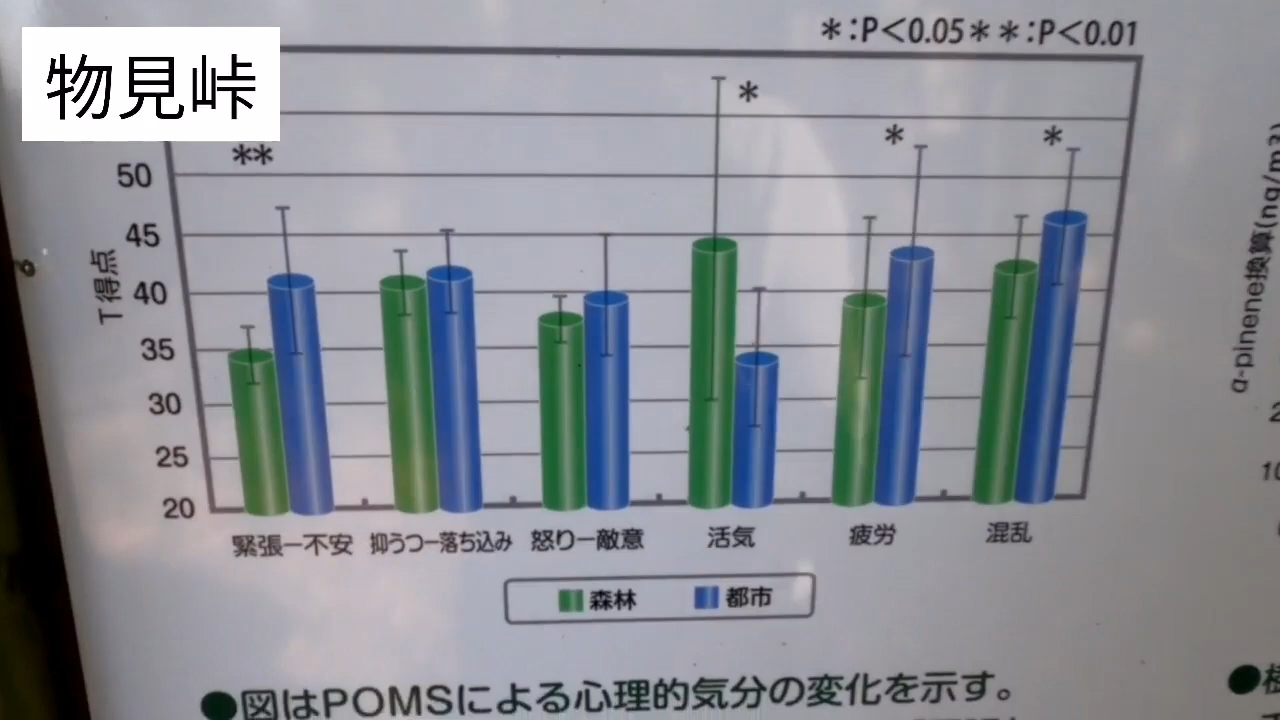 物見峠
*:P<0.05**:P<0.01
**
*
*
*
T得点
50
45
40
35
30
25
20
緊張ー不安 抑うつー落ち込み 怒りー敵意 活気 疲労 混乱
森林 都市
●図はPOMSによる心理的気分の変化を示す。
α-pinene換算(ng/m³)